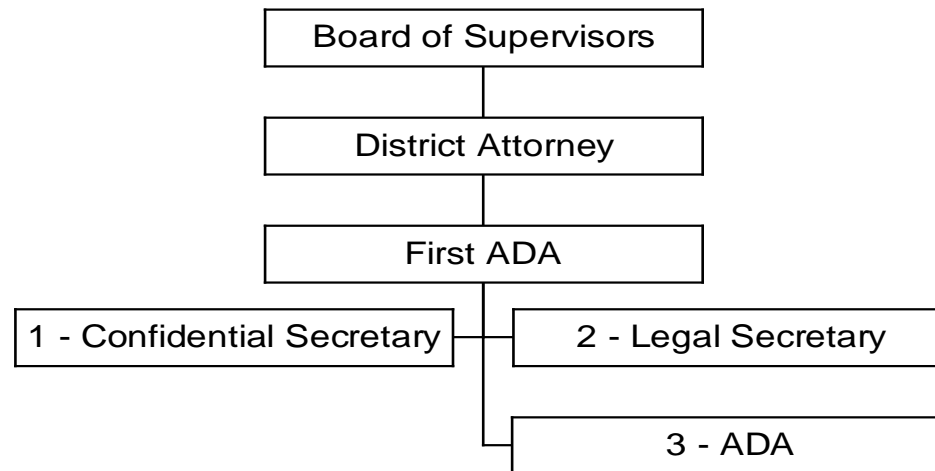 Board of Supervisors
District Attorney
First ADA
1 - Confidential Secretary
2 - Legal Secretary
3 - ADA